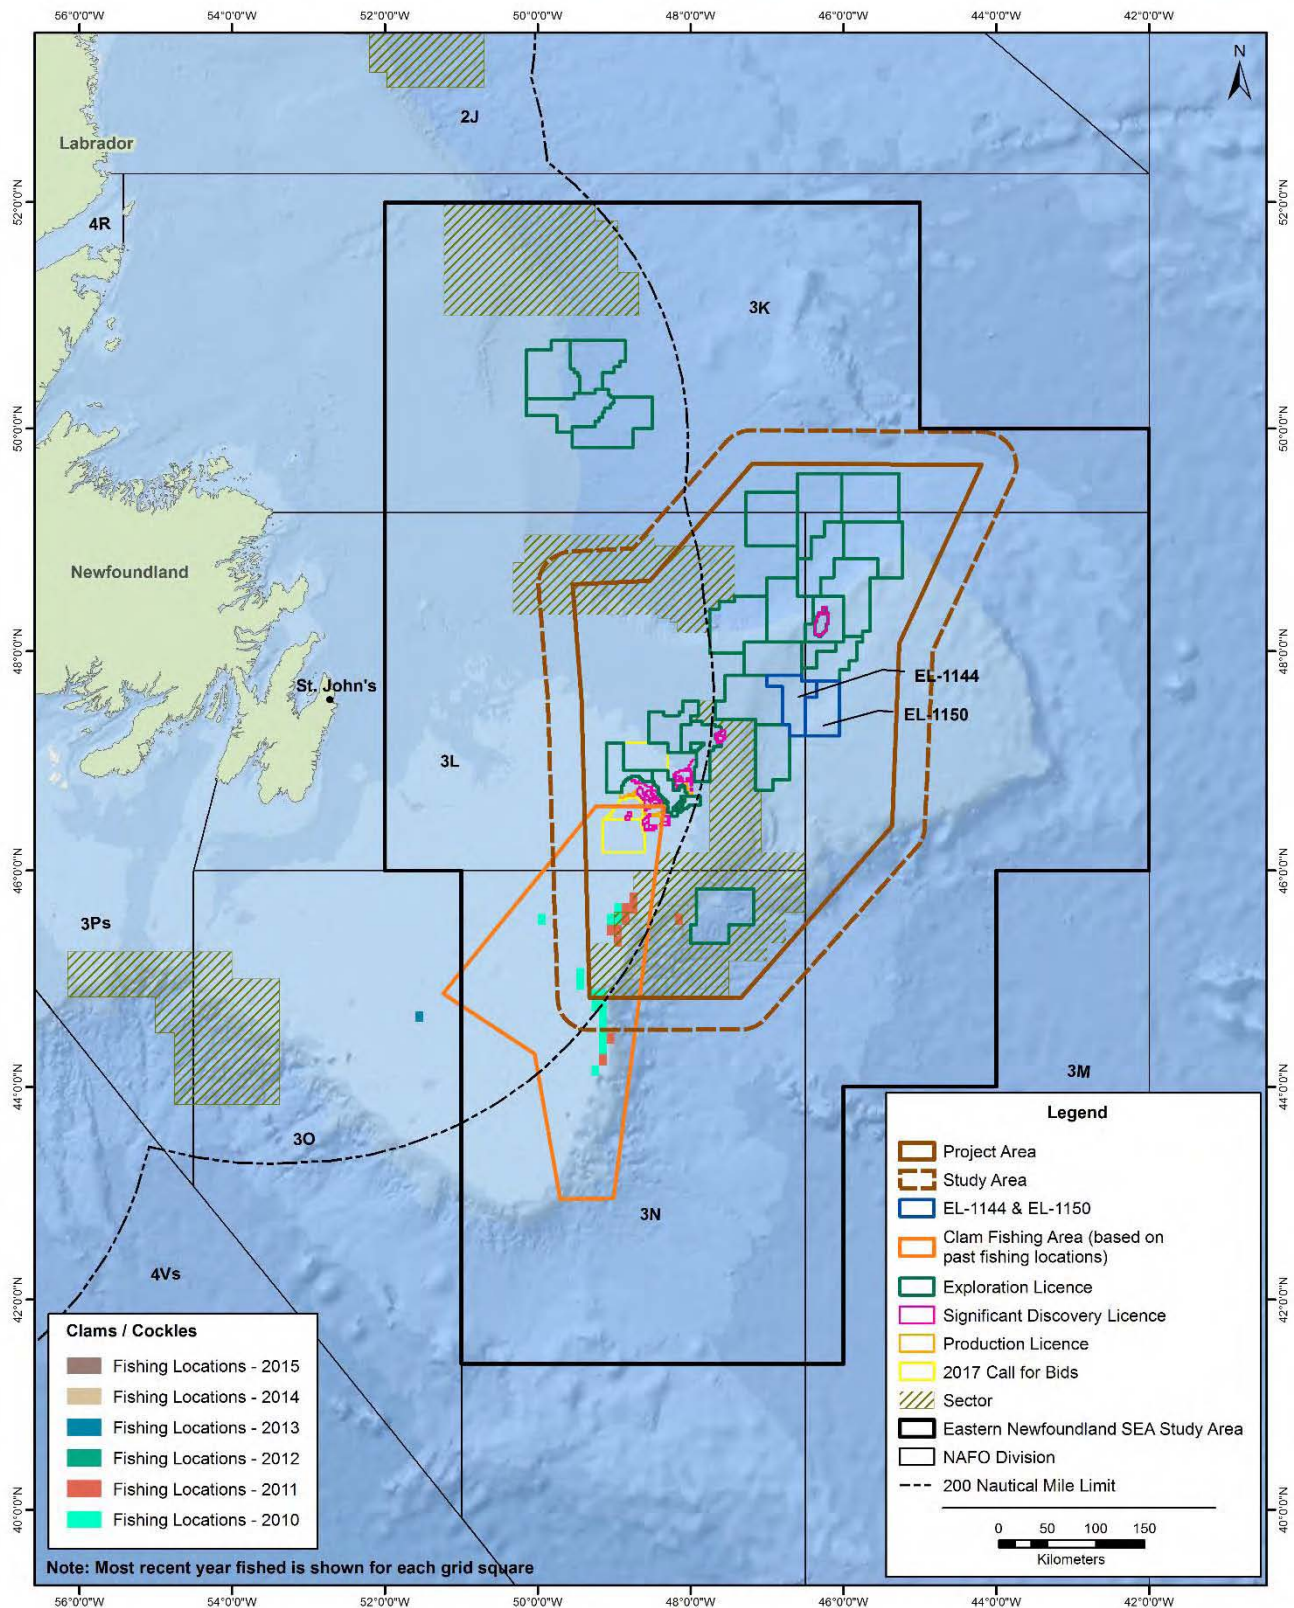 56°0'0"W 54°0'0"W 52°0'0"W 50°0'0"W 48°0'0"W 46°0'0"W 44°0'0"W 42°0'0"W
N
2J
Labrador
52°0'0"N 52°0'0"N
4R
3K
50°0'0"N 50°0'0"N
Newfoundland
48°0'0"N 48°0'0"N
EL-1144
St. John's
EL-1150
3L
46°0'0"N 46°0'0"N
3Ps
3M
44°0'0"N 44°0'0"N
3O
3N
4Vs
42°0'0"N 42°0'0"N
40°0'0"N 40°0'0"N
Legend
Project Area
Study Area
EL-1144 & EL-1150
Clam Fishing Area (based on
past fishing locations)
Exploration Licence
Significant Discovery Licence
Production Licence
2017 Call for Bids
Sector
Eastern Newfoundland SEA Study Area
NAFO Division
200 Nautical Mile Limit
0 50 100 150
Kilometers
Clams / Cockles
Fishing Locations - 2015
Fishing Locations - 2014
Fishing Locations - 2013
Fishing Locations - 2012
Fishing Locations - 2011
Fishing Locations - 2010
Note: Most recent year fished is shown for each grid square
56°0'0"W 54°0'0"W 52°0'0"W 50°0'0"W 48°0'0"W 46°0'0"W 44°0'0"W 42°0'0"W